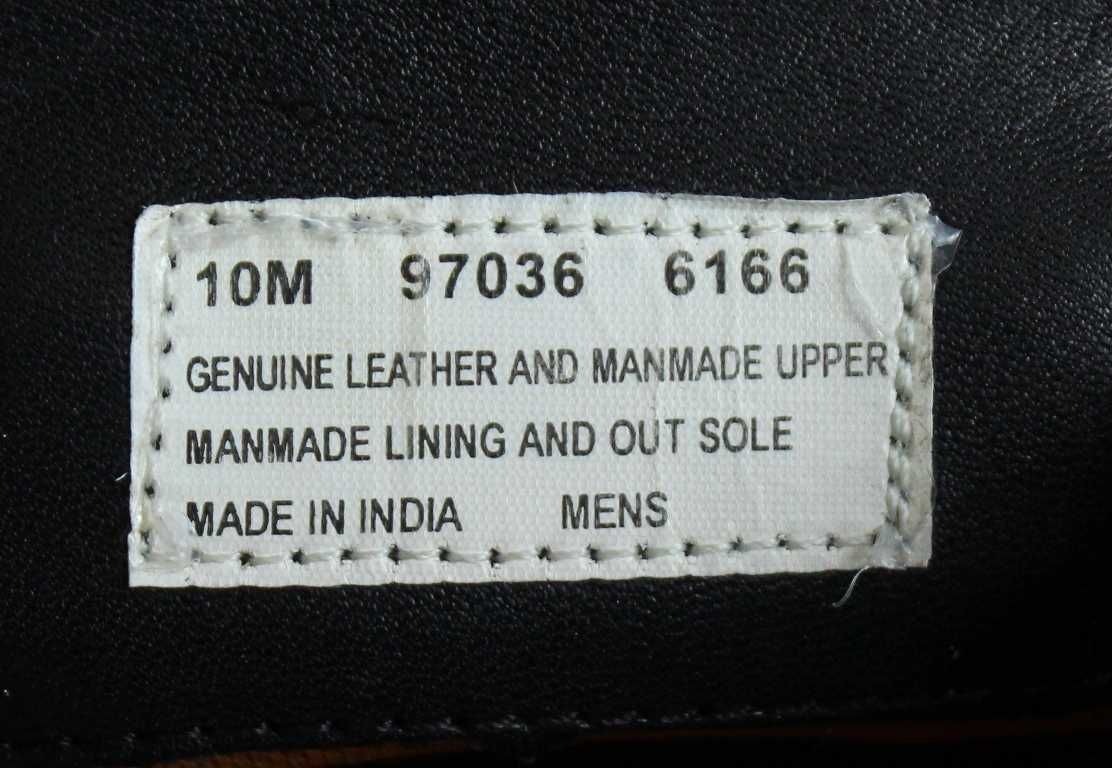 10M 97036 6166
GENUINE LEATHER AND MANMADE UPPER
MANMADE LINING AND OUT SOLE
MADE IN INDIA MENS